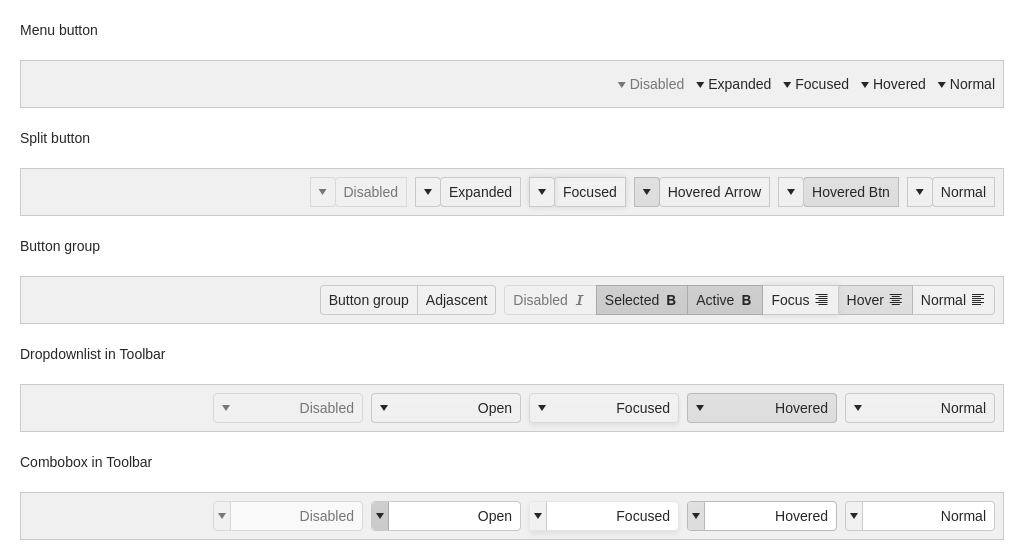 Menu button
Disabled Expanded Focused Hovered Normal
Split button
Disabled Expanded Focused Hovered Arrow Hovered Btn Normal
Button group
Button group Adjascent Disabled I Selected B Active B Focus Hover Normal
Dropdownlist in Toolbar
Disabled Open Focused Hovered Normal
Combobox in Toolbar
Disabled Open Focused Hovered Normal